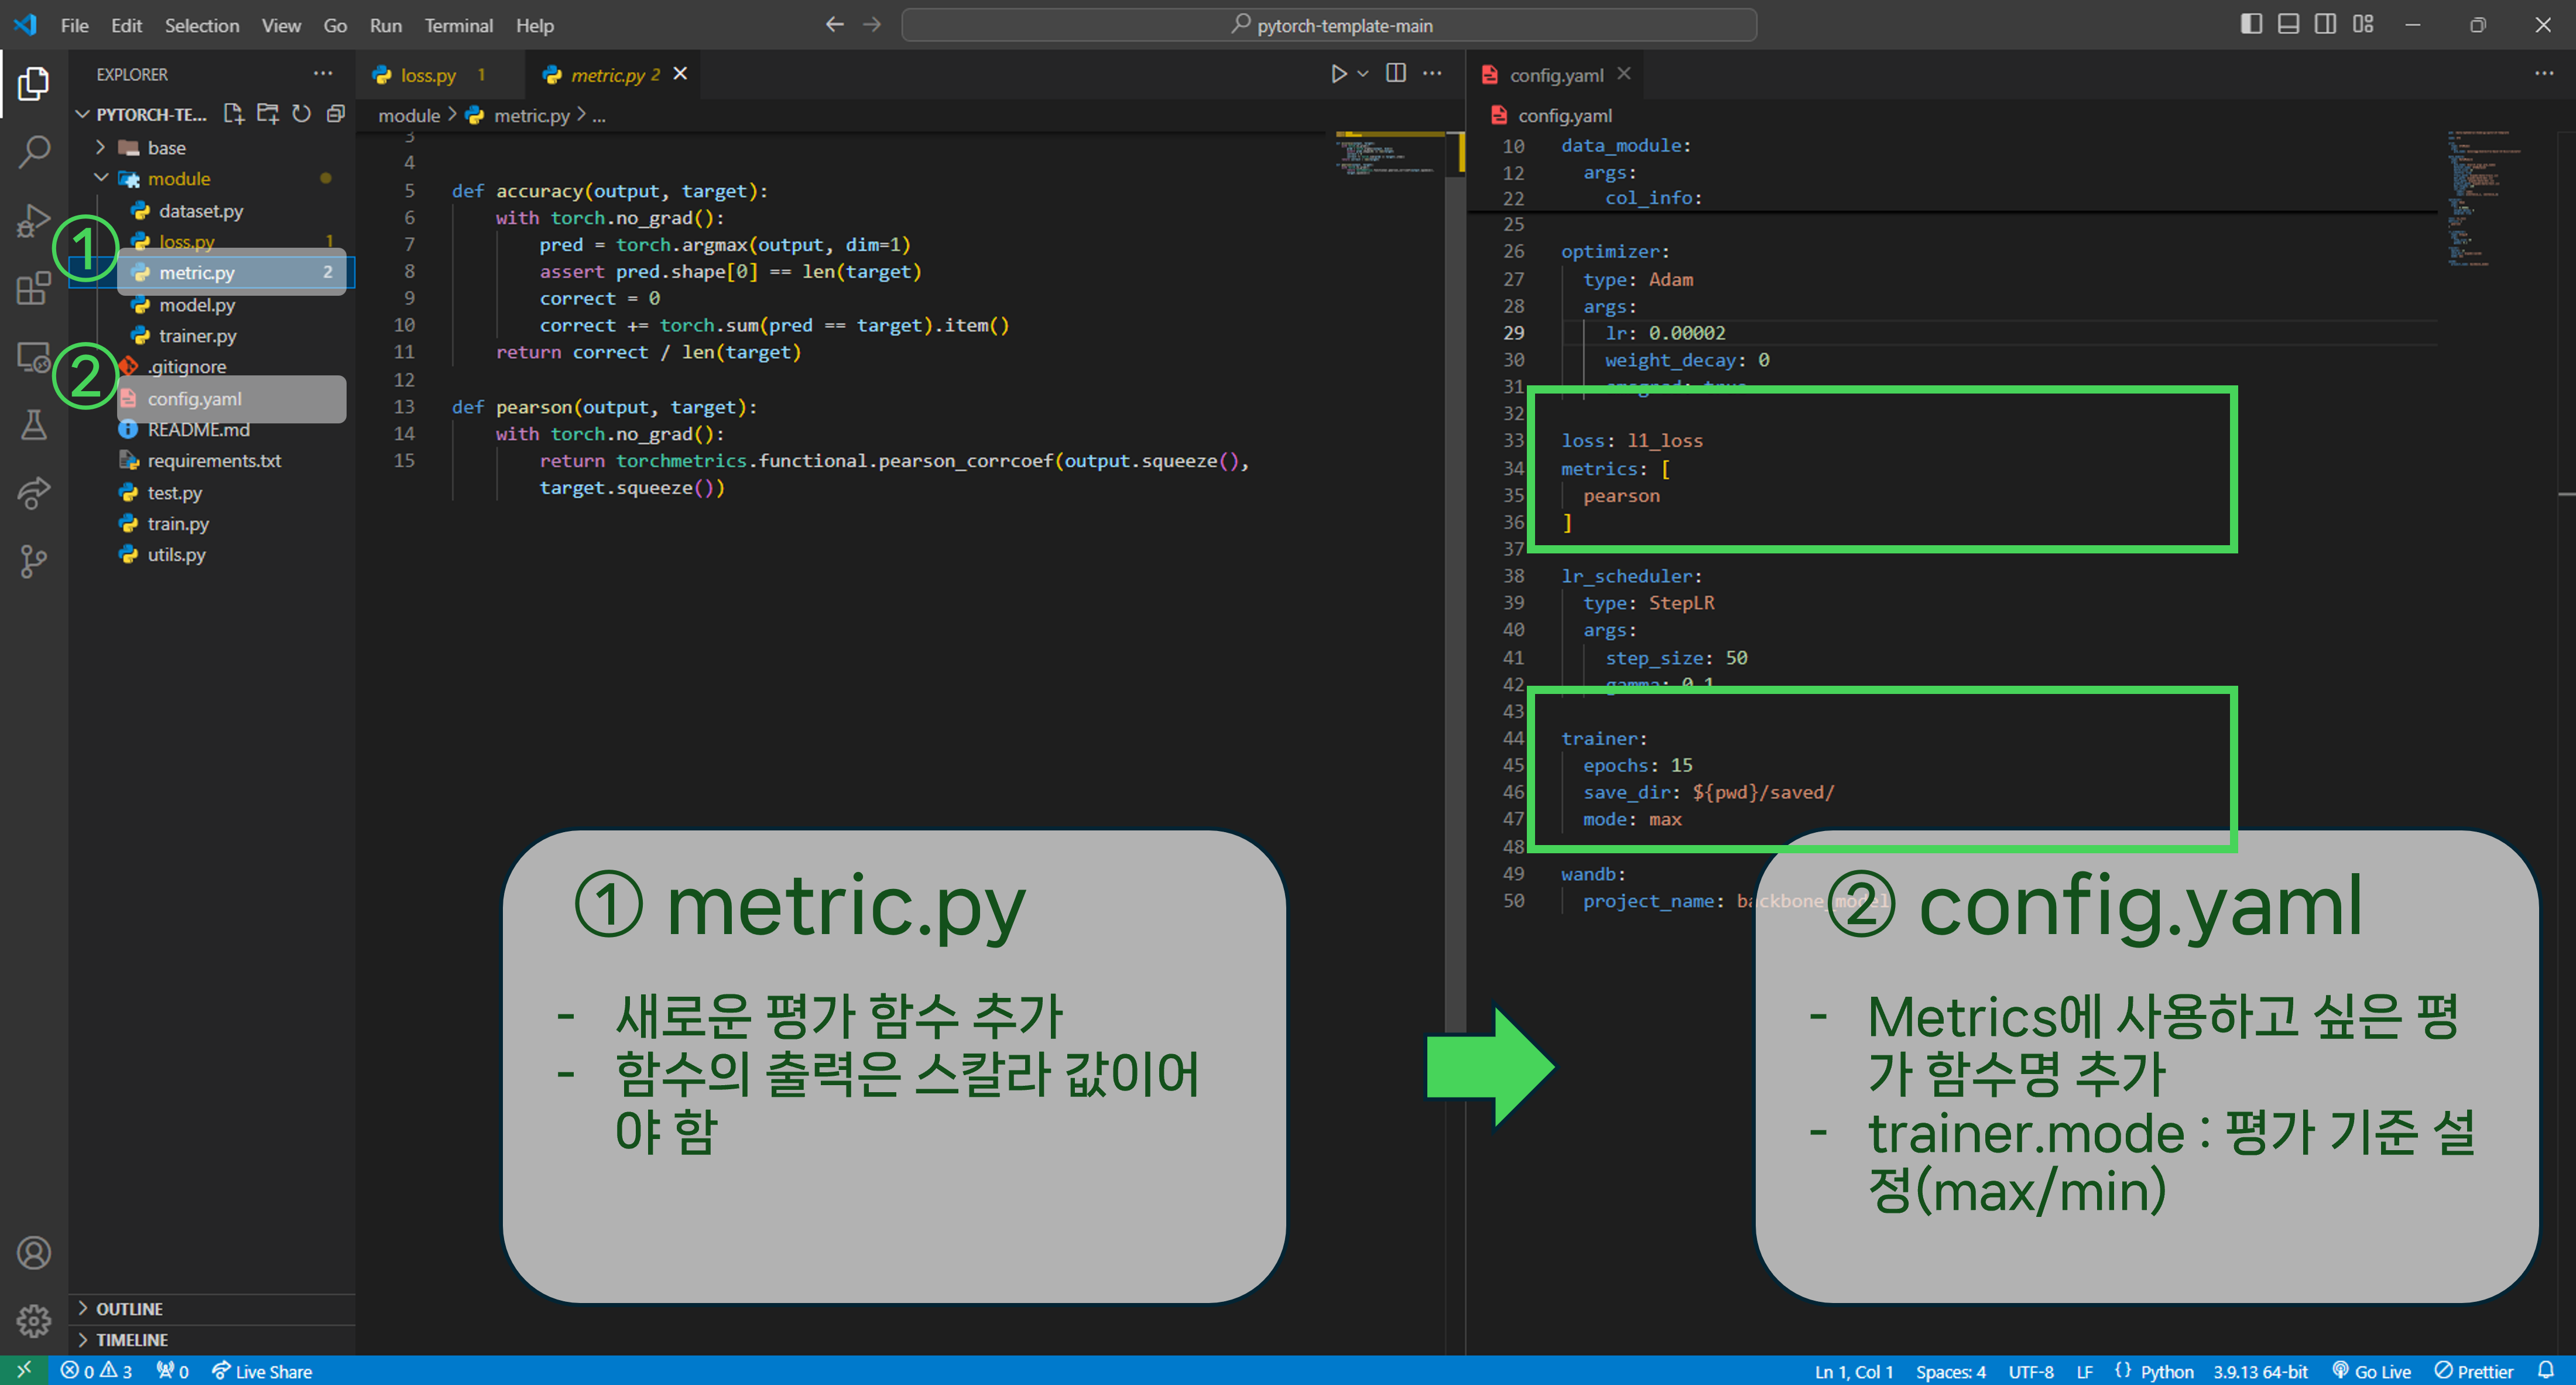 File Edit Selection View Go Run Terminal Help
pytorch-template-main
EXPLORER
PYTORCH-TE...
base
module
dataset.py
loss.py 1
① metric.py 2
model.py
trainer.py
.gitignore
② config.yaml
README.md
requirements.txt
test.py
train.py
utils.py
OUTLINE
TIMELINE
loss.py 1
metric.py 2
module > metric.py > ...
3
4
5 def accuracy(output, target):
6 with torch.no_grad():
7 pred = torch.argmax(output, dim=1)
8 assert pred.shape[0] == len(target)
9 correct = 0
10 correct += torch.sum(pred == target).item()
11 return correct / len(target)
12
13 def pearson(output, target):
14 with torch.no_grad():
15 return torchmetrics.functional.pearson_corrcoef(output.squeeze(),
target.squeeze())
config.yaml
config.yaml
10 data_module:
12 args:
22 col_info:
25
26 optimizer:
27 type: Adam
28 args:
29 lr: 0.00002
30 weight_decay: 0
31
32
33 loss: l1_loss
34 metrics: [
35 pearson
36 ]
37
38 lr_scheduler:
39 type: StepLR
40 args:
41 step_size: 50
42 gamma: 0.1
43
44 trainer:
45 epochs: 15
46 save_dir: ${pwd}/saved/
47 mode: max
48
49 wandb:
50 project_name: backbone_model
① metric.py
- 새로운 평가 함수 추가
- 함수의 출력은 스칼라 값이어
야 함
② config.yaml
- Metrics에 사용하고 싶은 평
가 함수명 추가
- trainer.mode : 평가 기준 설
정(max/min)
0 3 0 Live Share
Ln 1, Col 1 Spaces: 4 UTF-8 LF {} Python 3.9.13 64-bit Go Live Prettier